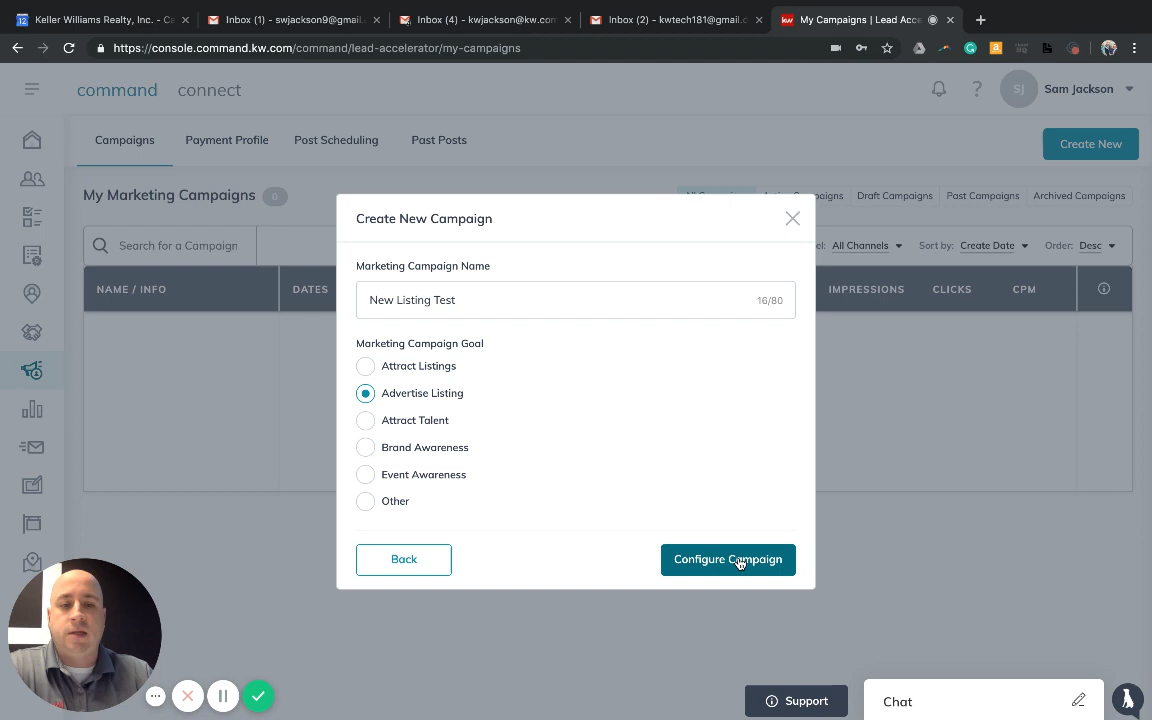 12 Keller Williams Realty, Inc. - Ca
Inbox (1) - swjackson9@gmail.
Inbox (4) - kwjackson@kw.com
Inbox (2) - kwtech181@gmail.c
kw My Campaigns | Lead Acce
https://console.command.kw.com/command/lead-accelerator/my-campaigns
command connect
SJ Sam Jackson
Campaigns Payment Profile Post Scheduling Past Posts Create New
My Marketing Campaigns 0
Draft Campaigns Past Campaigns Archived Campaigns
Search for a Campaign
All Channels Sort by: Create Date Order: Desc
NAME / INFO DATES IMPRESSIONS CLICKS CPM
Create New Campaign
Marketing Campaign Name
New Listing Test 16/80
Marketing Campaign Goal
Attract Listings
Advertise Listing
Attract Talent
Brand Awareness
Event Awareness
Other
Back Configure Campaign
Support Chat